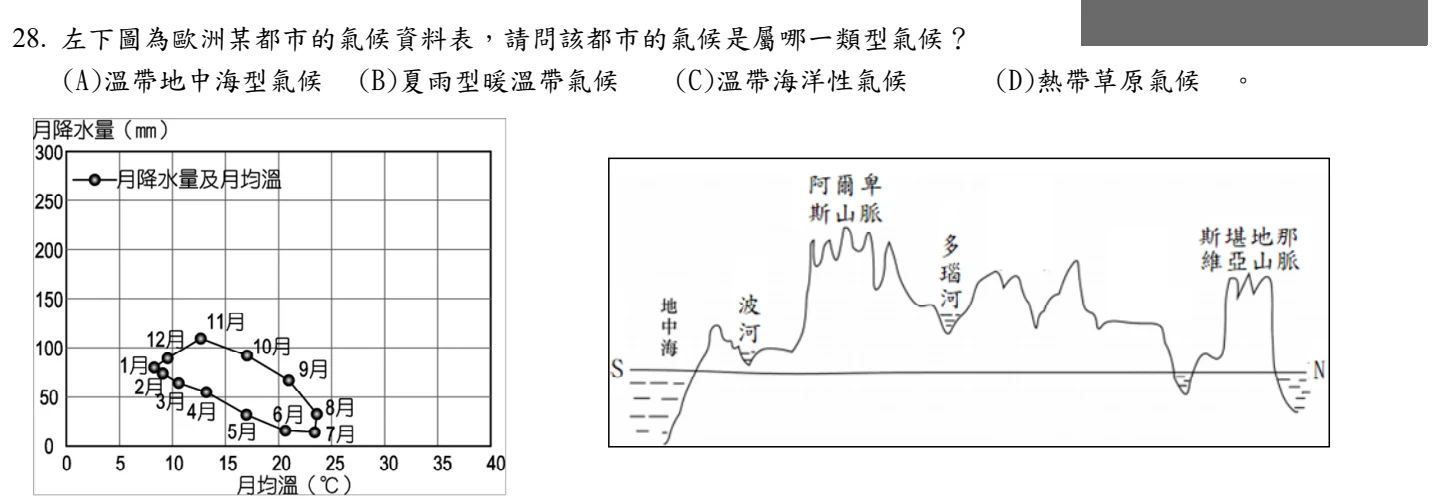 28. 左下圖為歐洲某都市的氣候資料表，請問該都市的氣候是屬哪一類型氣候？
(A)溫帶地中海型氣候 (B)夏雨型暖溫帶氣候 (C)溫帶海洋性氣候 (D)熱帶草原氣候 。
月降水量（㎜）
300
月降水量及月均溫
250
200
150
100
50
0
11月
12月
10月
1月
9月
2月
3月
4月
5月
6月
8月
7月
0 5 10 15 20 25 30 35 40
月均溫（℃）
阿爾卑
斯山脈
多瑙河
斯堪地那
維亞山脈
地中海
波河
S
N